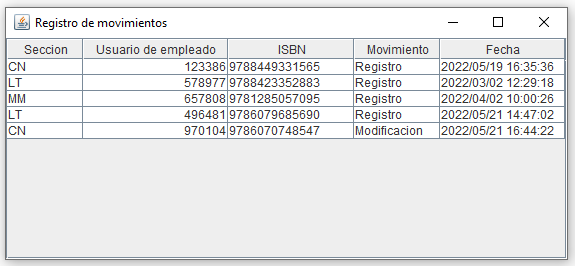 Registro de movimientos
Seccion Usuario de empleado ISBN Movimiento Fecha
CN 123386 9788449331565 Registro 2022/05/19 16:35:36
LT 578977 9788423352883 Registro 2022/03/02 12:29:18
MM 657808 9781285057095 Registro 2022/04/02 10:00:26
LT 496481 9786079685690 Registro 2022/05/21 14:47:02
CN 970104 9786070748547 Modificacion 2022/05/21 16:44:22